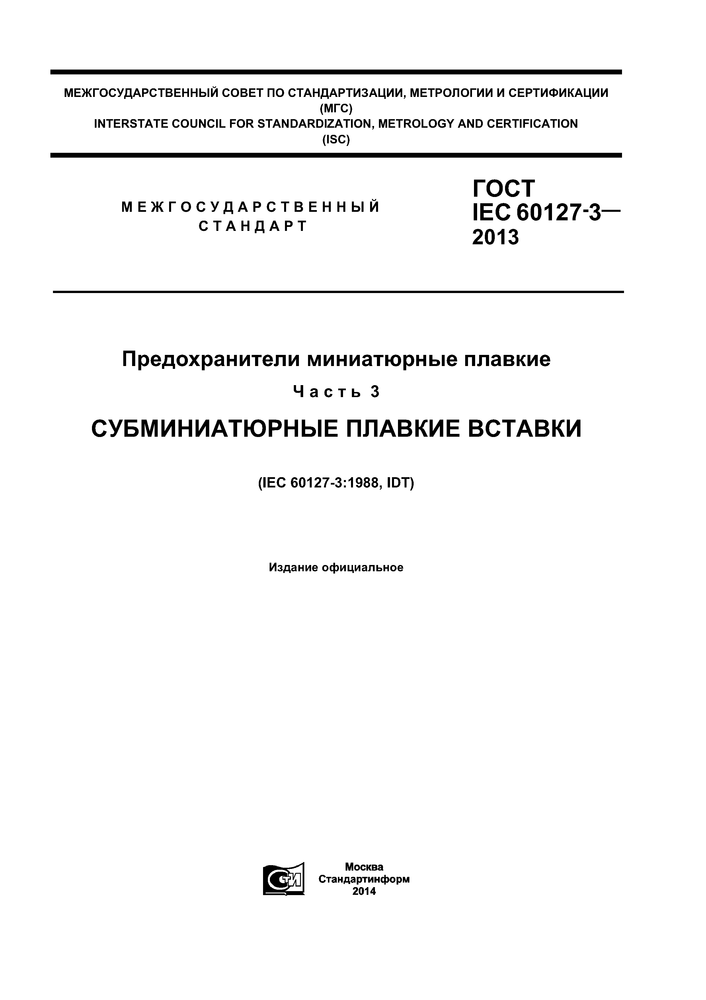 МЕЖГОСУДАРСТВЕННЫЙ СОВЕТ ПО СТАНДАРТИЗАЦИИ, МЕТРОЛОГИИ И СЕРТИФИКАЦИИ
(МГС)
INTERSTATE COUNCIL FOR STANDARDIZATION, METROLOGY AND CERTIFICATION
(ISC)
МЕЖГОСУДАРСТВЕННЫЙ
СТАНДАРТ
ГОСТ
IEC 60127-3—
2013
Предохранители миниатюрные плавкие
Часть 3
СУБМИНИАТЮРНЫЕ ПЛАВКИЕ ВСТАВКИ
(IEC 60127-3:1988, IDT)
Издание официальное
СтИ
Москва
Стандартинформ
2014